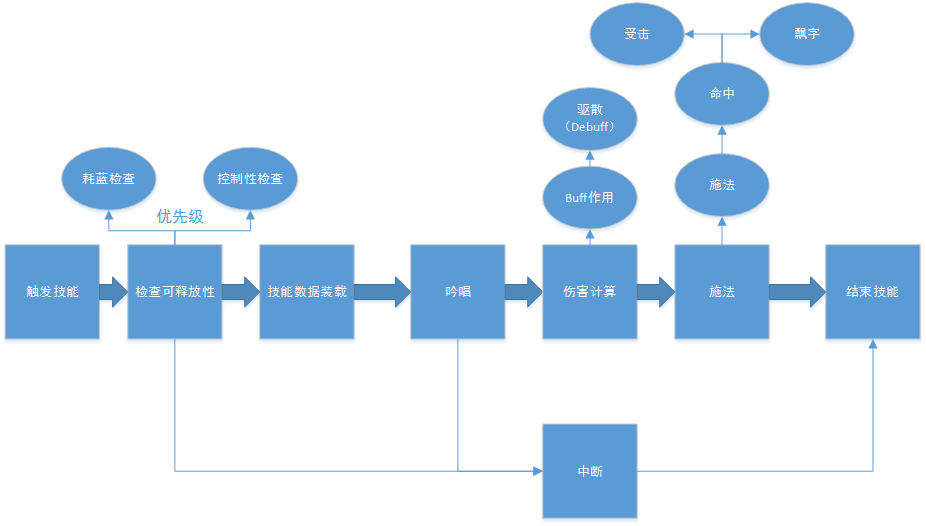 受击
飘字
命中
驱散
（Debuff）
耗蓝检查
控制性检查
施法
Buff作用
优先级
触发技能
检查可释放性
技能数据装载
吟唱
伤害计算
施法
结束技能
中断